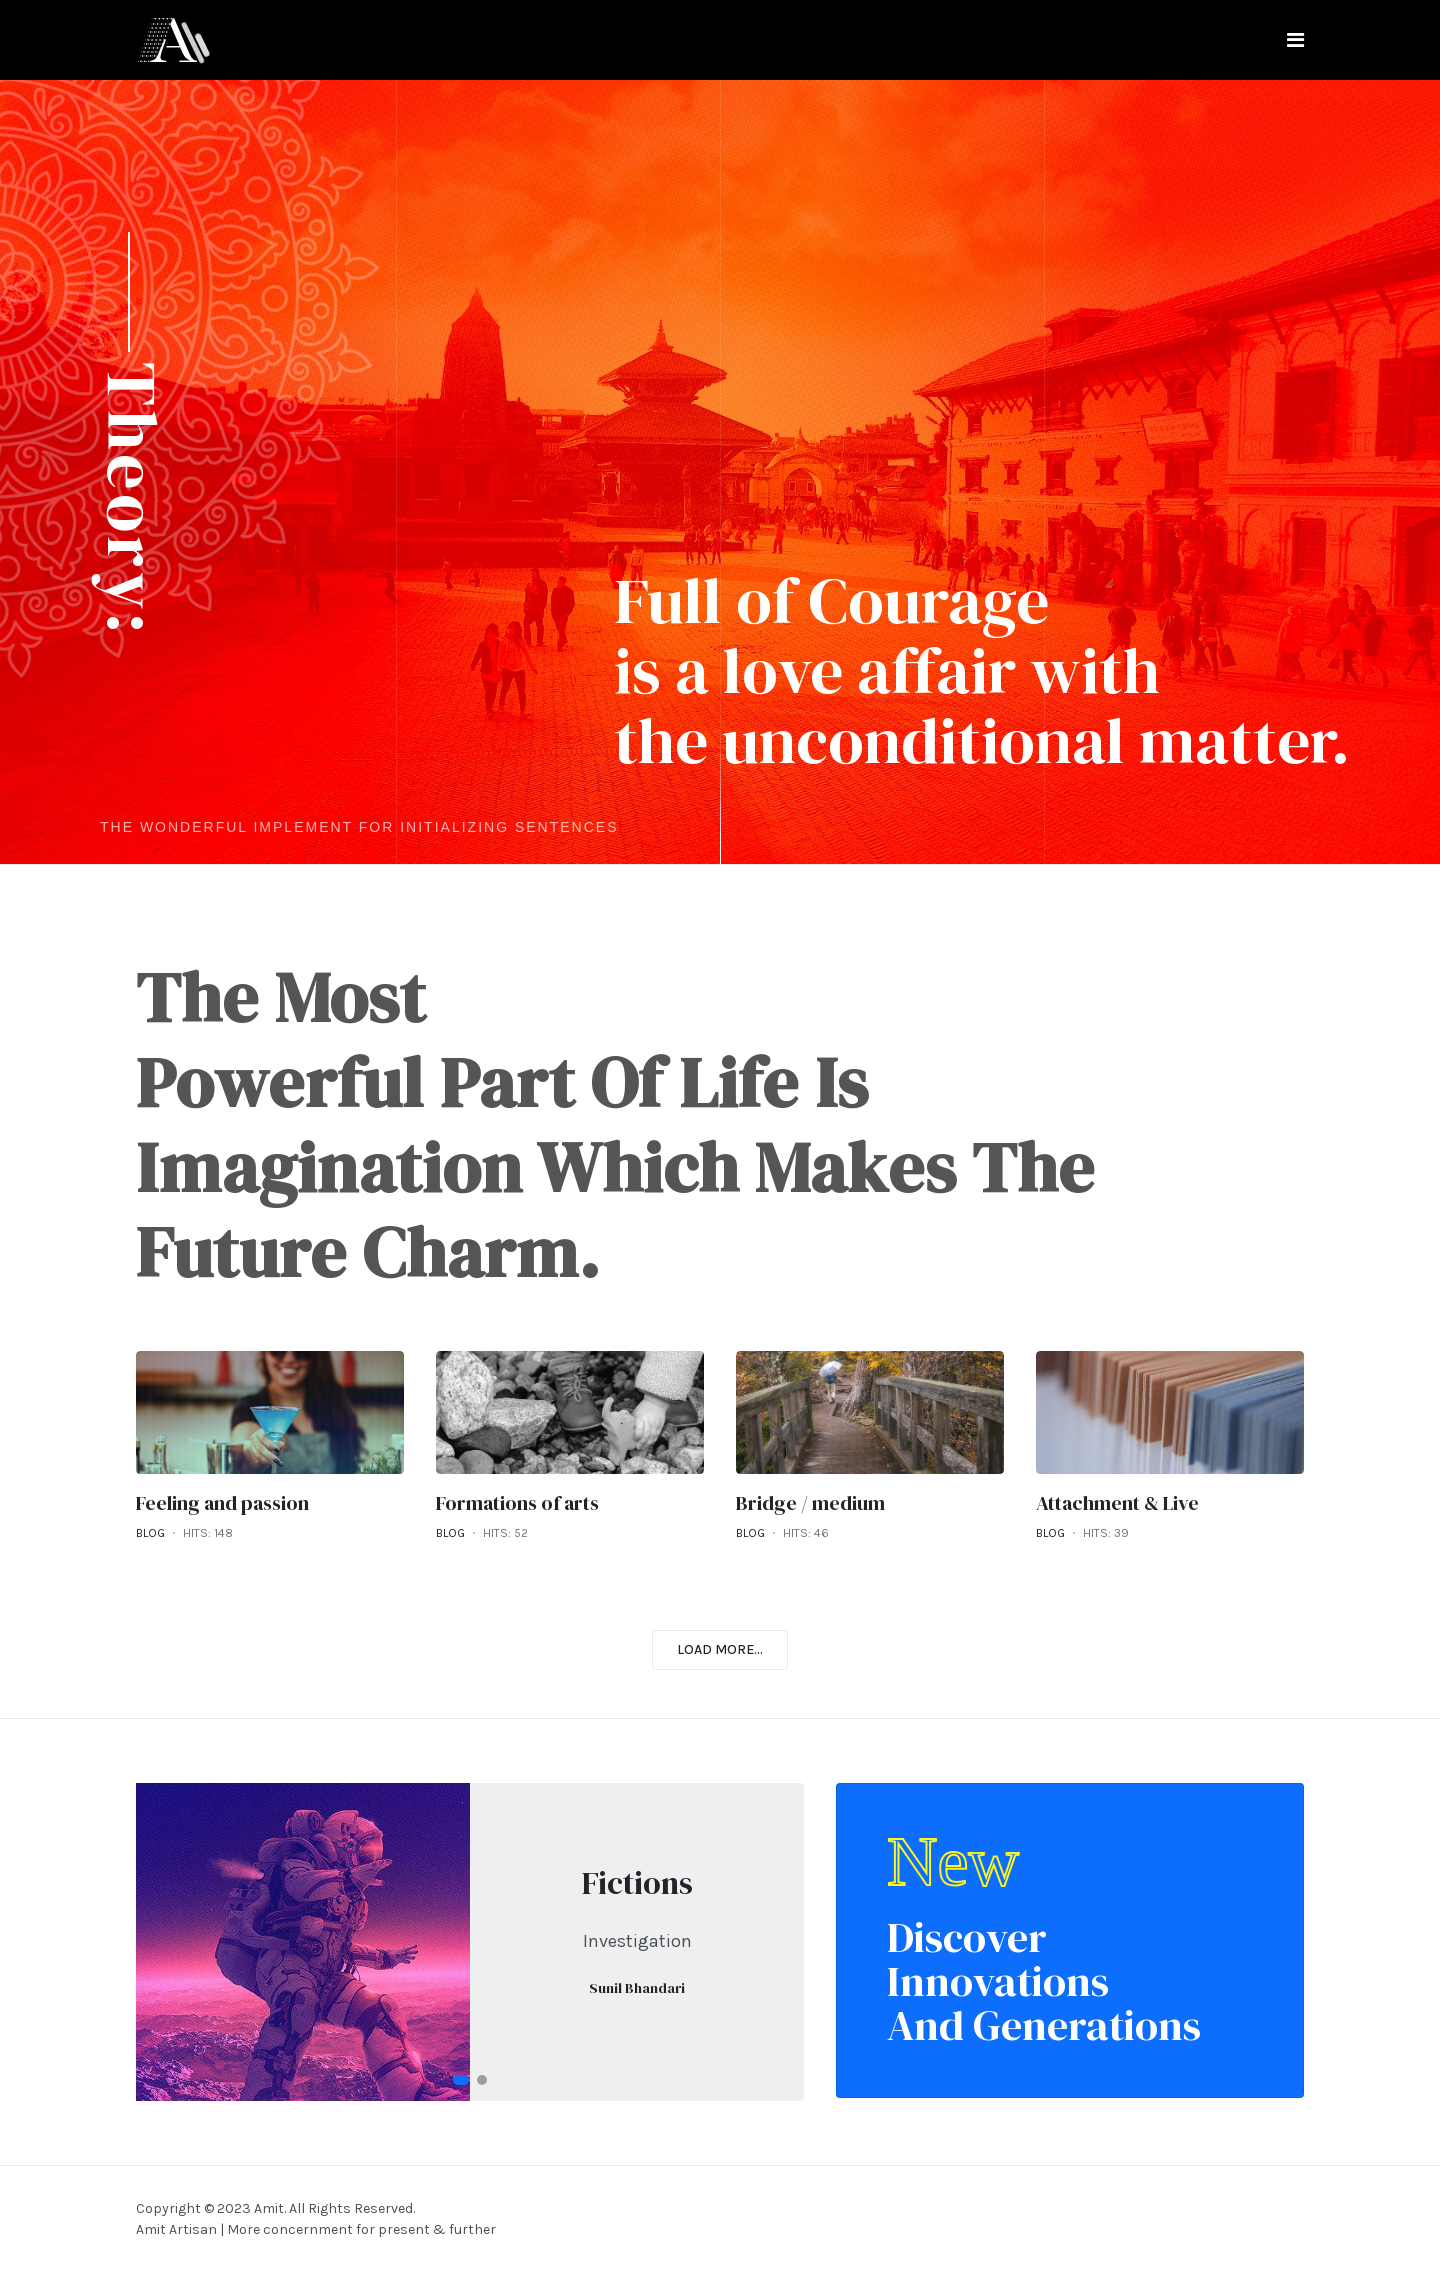 Theory:
Full of Courage
is a love affair with
the unconditional matter.
THE WONDERFUL IMPLEMENT FOR INITIALIZING SENTENCES
The Most
Powerful Part Of Life Is
Imagination Which Makes The
Future Charm.
Feeling and passion
BLOG · HITS: 148
Formations of arts
BLOG · HITS: 52
Bridge / medium
BLOG · HITS: 46
Attachment & Live
BLOG · HITS: 39
LOAD MORE...
Fictions
Investigation
Sunil Bhandari
New
Discover
Innovations
And Generations
Copyright © 2023 Amit. All Rights Reserved.
Amit Artisan | More concernment for present & further